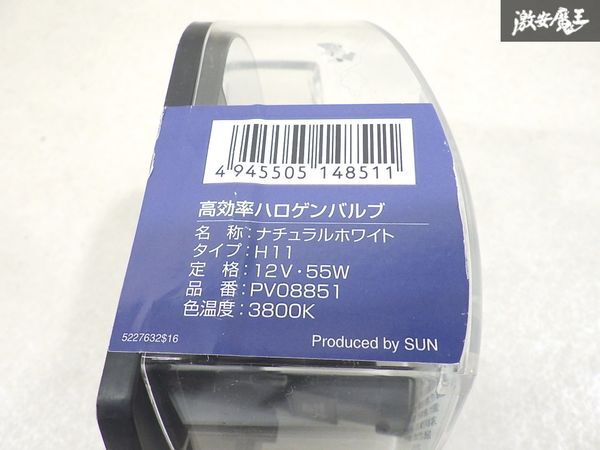 激安魔王
4 945505 148511
高効率ハロゲンバルブ
名 称:ナチュラルホワイト
タイプ:H11
定 格:12V・55W
品 番:PV08851
色温度:3800K
5227632$16
Produced by SUN